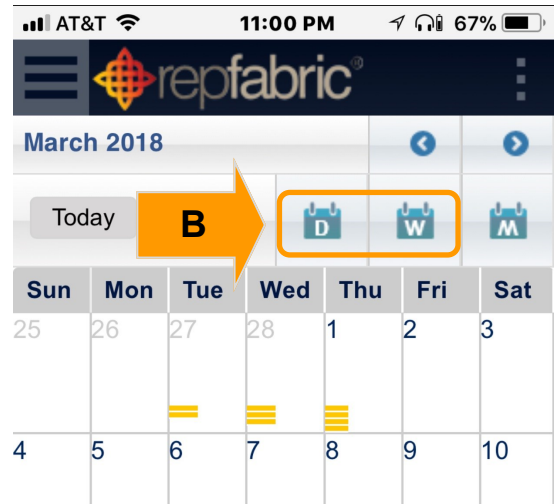 AT&T 11:00 PM 67%
repfabric®
March 2018
Today B D W M
Sun Mon Tue Wed Thu Fri Sat
25 26 27 28 1 2 3
4 5 6 7 8 9 10